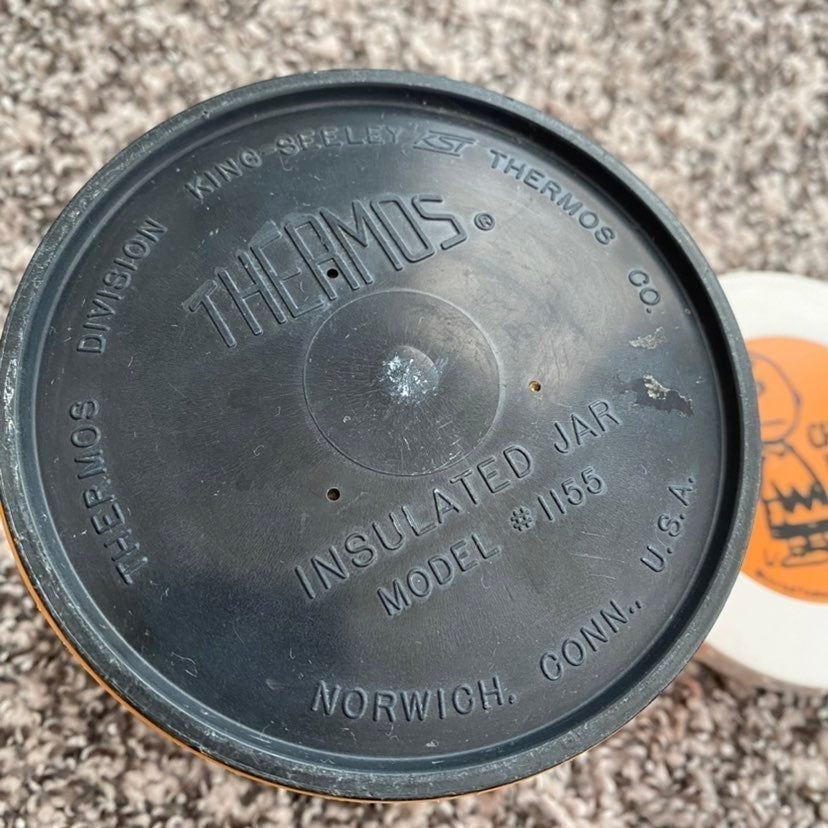 THERMOS DIVISION KING-SEELEY KST THERMOS CO.
THERMOS®
INSULATED JAR
MODEL #1155
NORWICH, CONN., U.S.A.